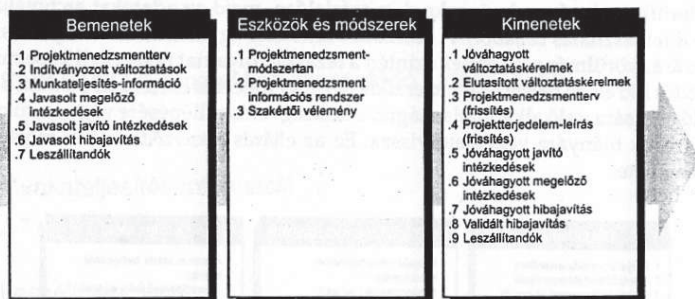 Bemenetek
.1 Projektmenedzsmentterv
.2 Indítványozott változtatások
.3 Munkateljesítés-információ
.4 Javasolt megelőző
intézkedések
.5 Javasolt javító intézkedések
.6 Javasolt hibajavítás
.7 Leszállítandók
Eszközök és módszerek
.1 Projektmenedzsment-
módszertan
.2 Projektmenedzsment
információs rendszer
.3 Szakértői vélemény
Kimenetek
.1 Jóváhagyott
változtatáskérelmek
.2 Elutasított változtatáskérelmek
.3 Projektmenedzsmentterv
(frissítés)
.4 Projektterjedelem-leírás
(frissítés)
.5 Jóváhagyott javító
intézkedések
.6 Jóváhagyott megelőző
intézkedések
.7 Jóváhagyott hibajavítás
.8 Validált hibajavítás
.9 Leszállítandók